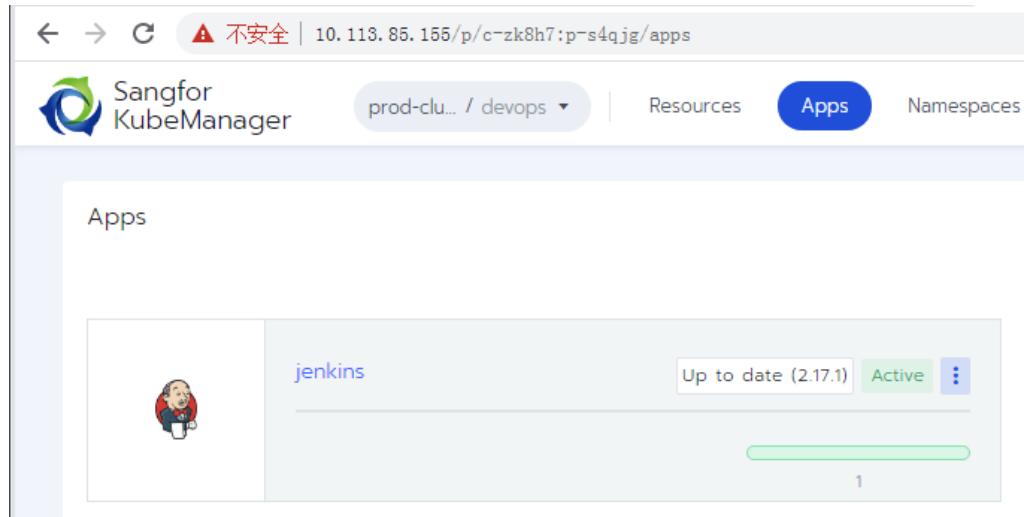 不安全 | 10.113.85.155/p/c-zk8h7:p-s4qjg/apps
Sangfor
KubeManager
prod-clu... / devops
Resources
Apps
Namespaces
Apps
jenkins
Up to date (2.17.1)
Active
1